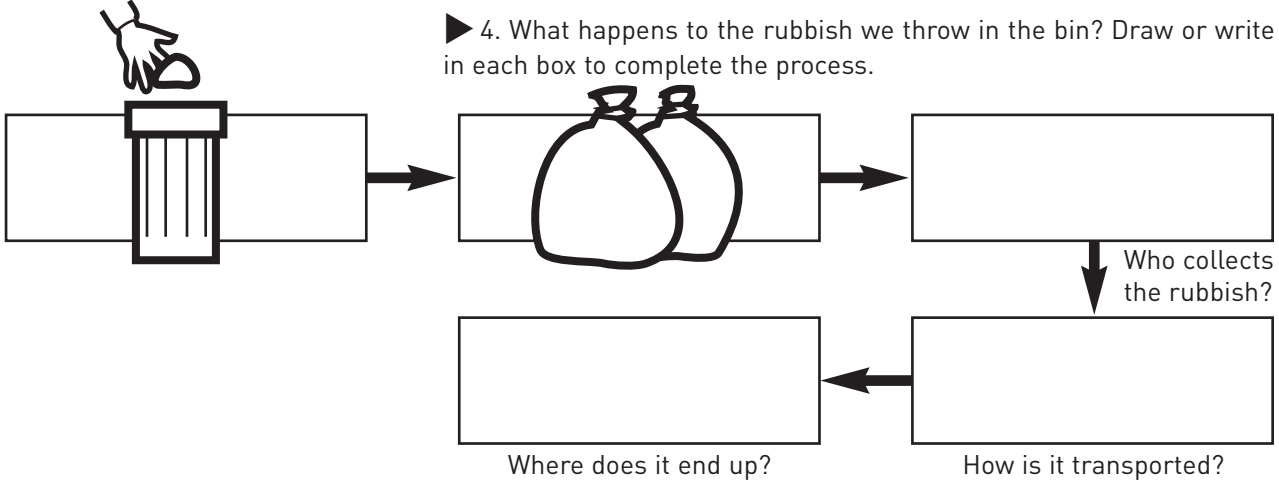 ▶ 4. What happens to the rubbish we throw in the bin? Draw or write
in each box to complete the process.
Who collects
the rubbish?
Where does it end up?
How is it transported?